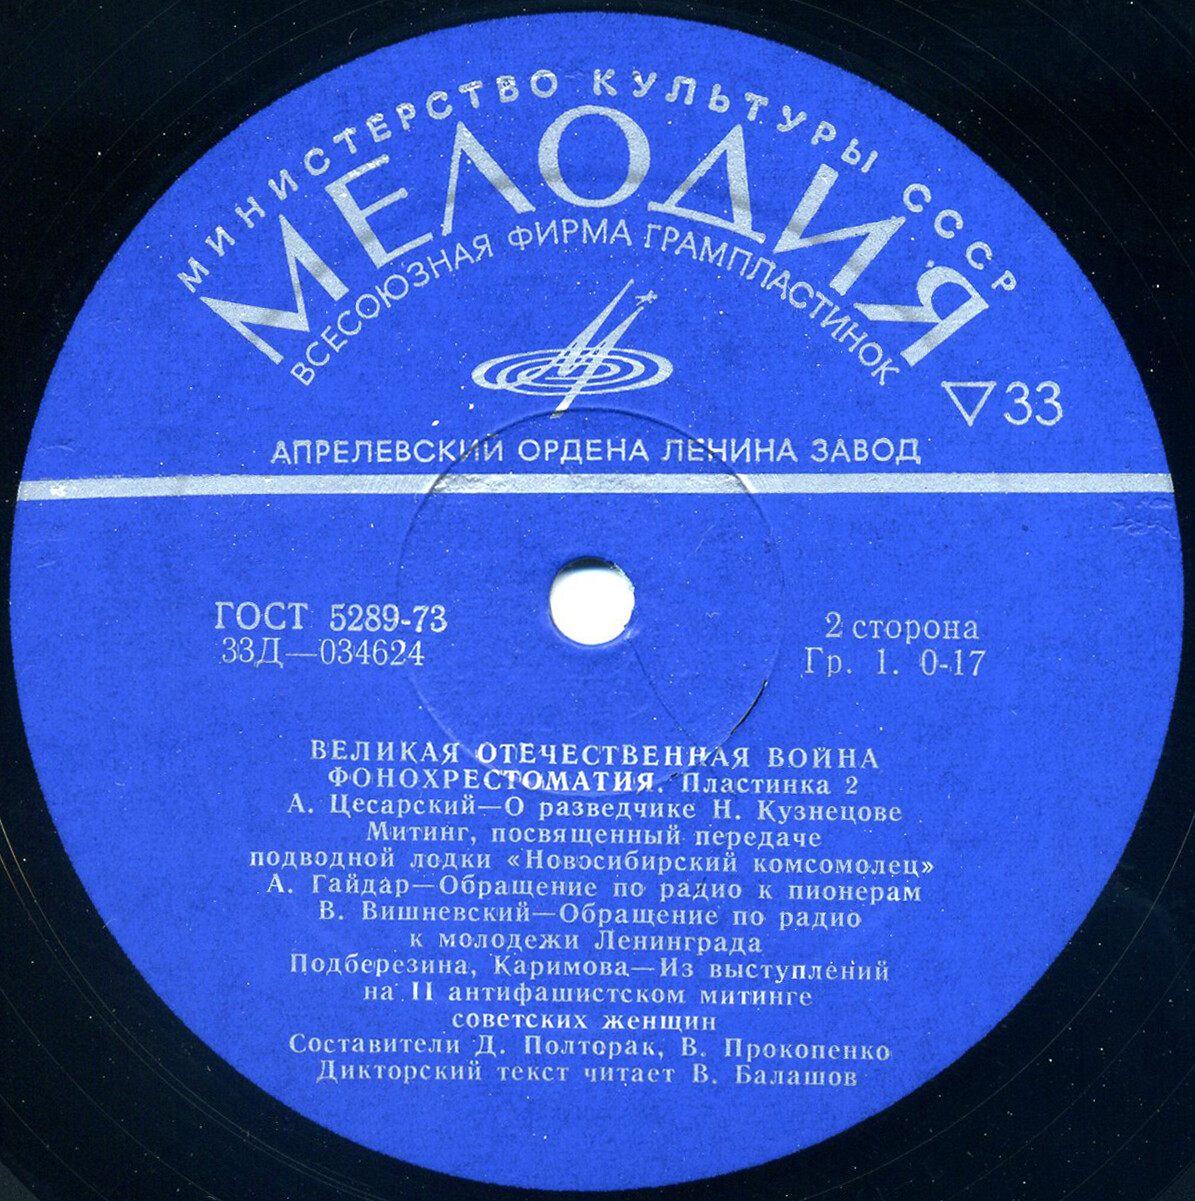 МИНИСТЕРСТВО КУЛЬТУРЫ СССР
МЕЛОДИЯ
ВСЕСОЮЗНАЯ ФИРМА ГРАМПЛАСТИНОК
33
АПРЕЛЕВСКИЙ ОРДЕНА ЛЕНИНА ЗАВОД
ГОСТ 5289-73
33Д—034624
2 сторона
Гр. 1. 0-17
ВЕЛИКАЯ ОТЕЧЕСТВЕННАЯ ВОЙНА
ФОНОХРЕСТОМАТИЯ. Пластинка 2
А. Цесарский—О разведчике Н. Кузнецове
Митинг, посвященный передаче
подводной лодки «Новосибирский комсомолец»
А. Гайдар—Обращение по радио к пионерам
В. Вишневский—Обращение по радио
к молодежи Ленинграда
Подберезина, Каримова—Из выступлений
на II антифашистском митинге
советских женщин
Составители Д. Полторак, В. Прокопенко
Дикторский текст читает В. Балашов